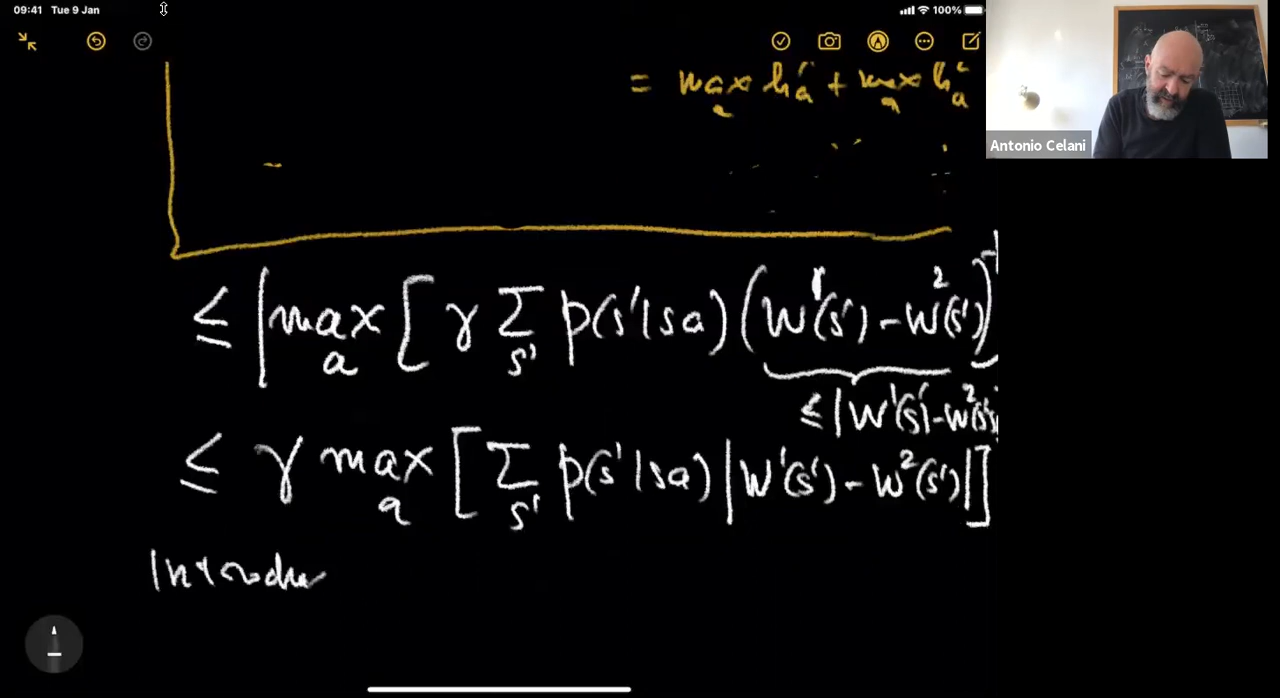 09:41 Tue 9 Jan 100%
= max h'a + max h²a
a a
Antonio Celani
≤ | max [ γ Σ p(s'|sa) ( W¹(s') - W²(s') )
a s'
≤ |W¹(s') - W²(s')
≤ γ max [ Σ p(s'|sa) | W¹(s') - W²(s') | ]
a s'
Introdu